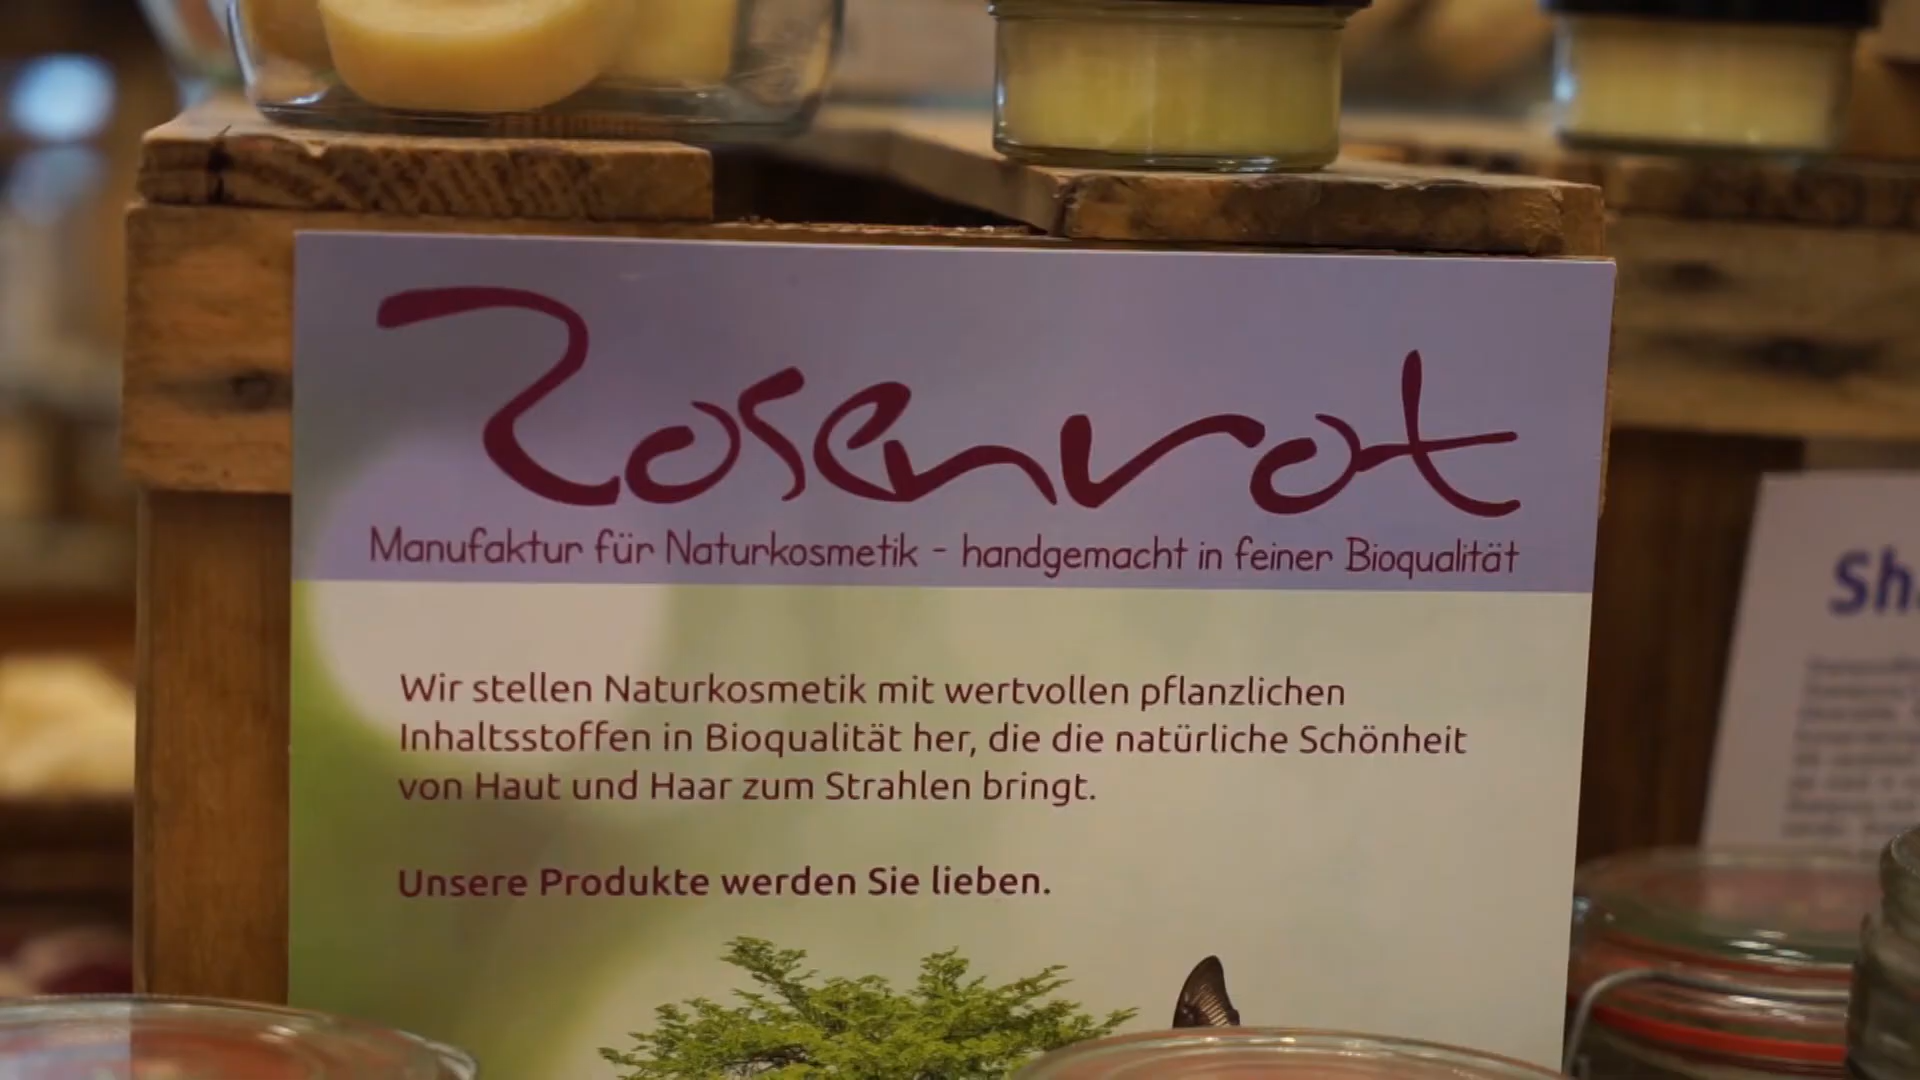 Rosenrot
Manufaktur für Naturkosmetik - handgemacht in feiner Bioqualität
Wir stellen Naturkosmetik mit wertvollen pflanzlichen
Inhaltsstoffen in Bioqualität her, die die natürliche Schönheit
von Haut und Haar zum Strahlen bringt.
Unsere Produkte werden Sie lieben.